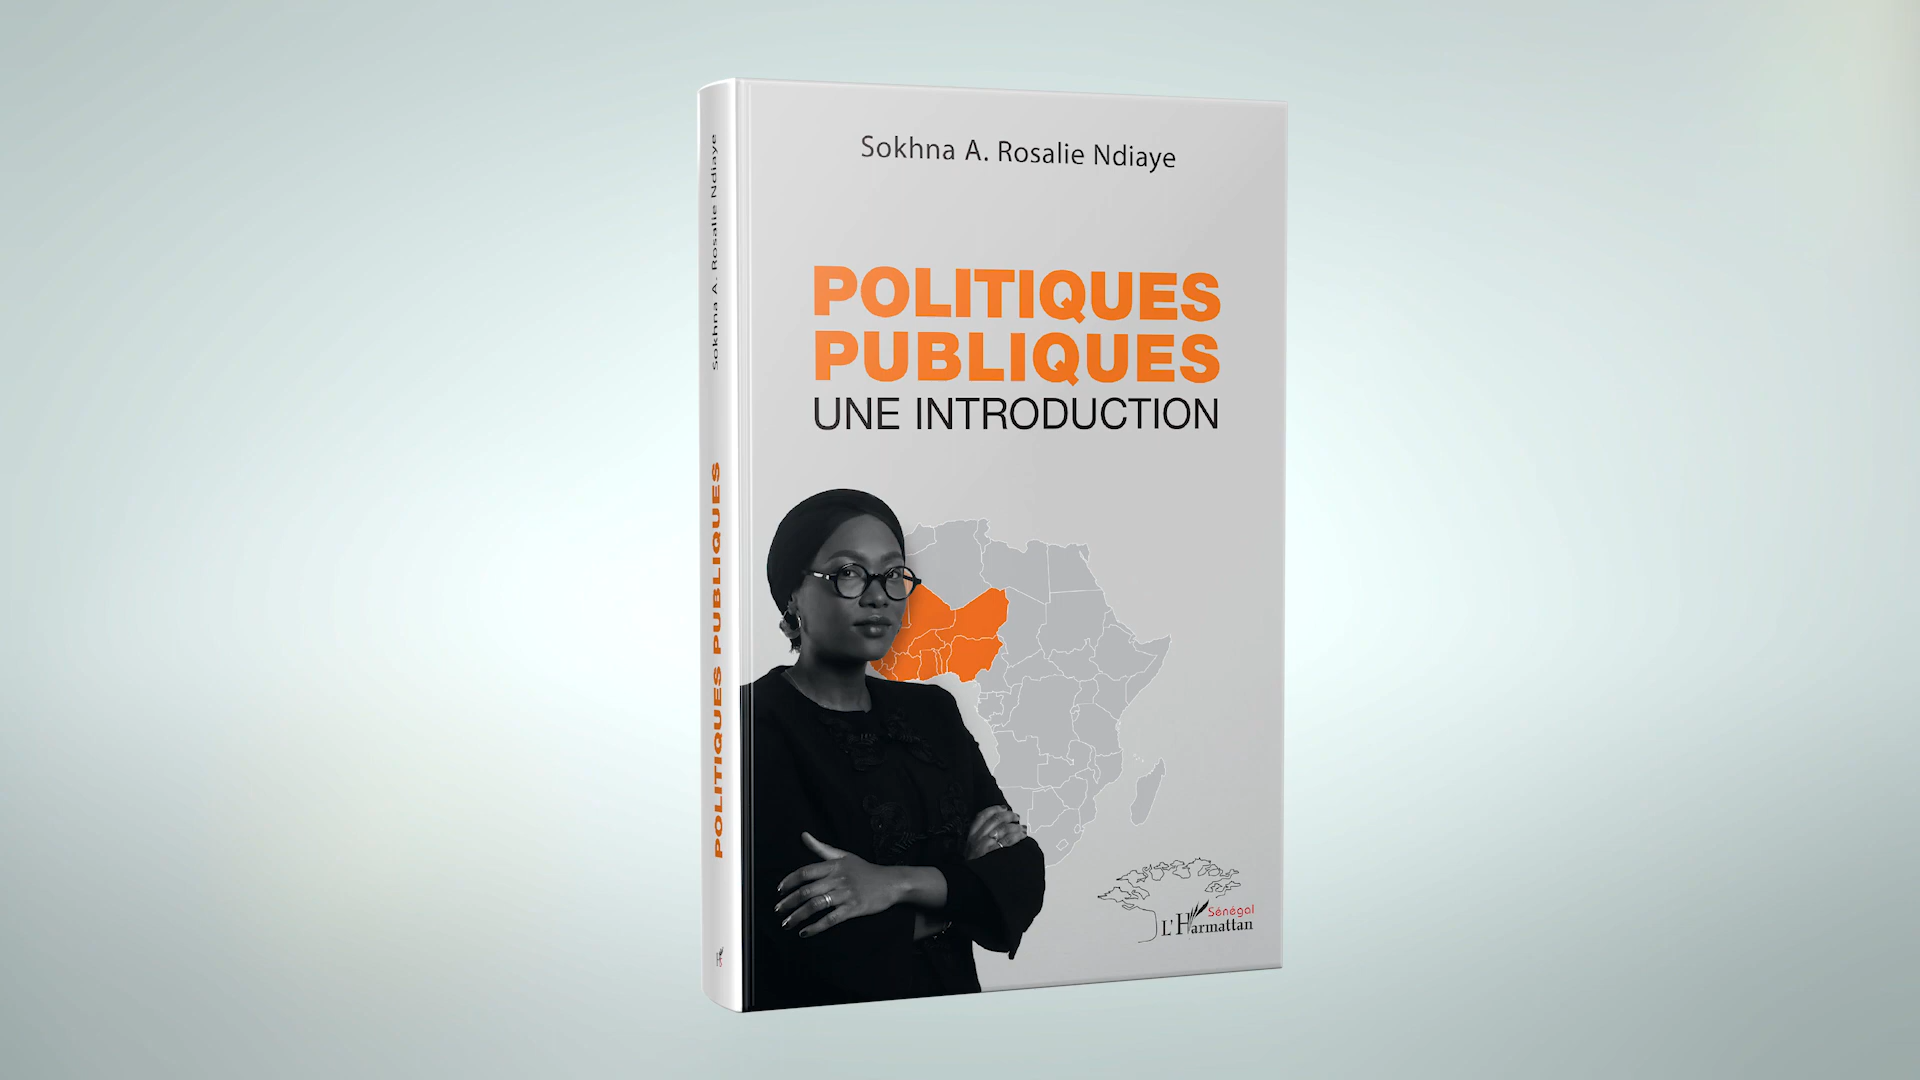 Sokhna A. Rosalie Ndiaye
POLITIQUES
PUBLIQUES
UNE INTRODUCTION
Sénégal
L'Harmattan
Sokhna A. Rosalie Ndiaye
POLITIQUES PUBLIQUES